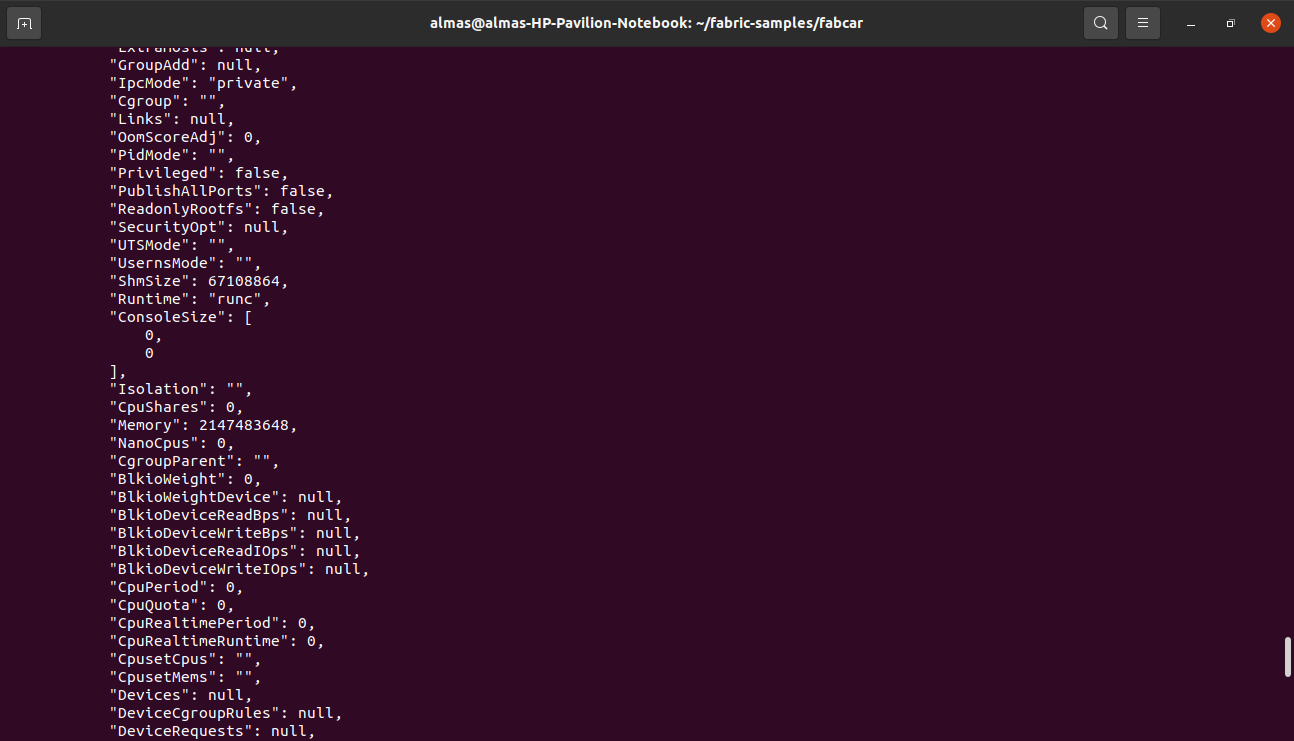 almas@almas-HP-Pavilion-Notebook: ~/fabric-samples/fabcar
"ExtraHosts": null,
"GroupAdd": null,
"IpcMode": "private",
"Cgroup": "",
"Links": null,
"OomScoreAdj": 0,
"PidMode": "",
"Privileged": false,
"PublishAllPorts": false,
"ReadonlyRootfs": false,
"SecurityOpt": null,
"UTSMode": "",
"UsernsMode": "",
"ShmSize": 67108864,
"Runtime": "runc",
"ConsoleSize": [
0,
0
],
"Isolation": "",
"CpuShares": 0,
"Memory": 2147483648,
"NanoCpus": 0,
"CgroupParent": "",
"BlkioWeight": 0,
"BlkioWeightDevice": null,
"BlkioDeviceReadBps": null,
"BlkioDeviceWriteBps": null,
"BlkioDeviceReadIOps": null,
"BlkioDeviceWriteIOps": null,
"CpuPeriod": 0,
"CpuQuota": 0,
"CpuRealtimePeriod": 0,
"CpuRealtimeRuntime": 0,
"CpusetCpus": "",
"CpusetMems": "",
"Devices": null,
"DeviceCgroupRules": null,
"DeviceRequests": null,